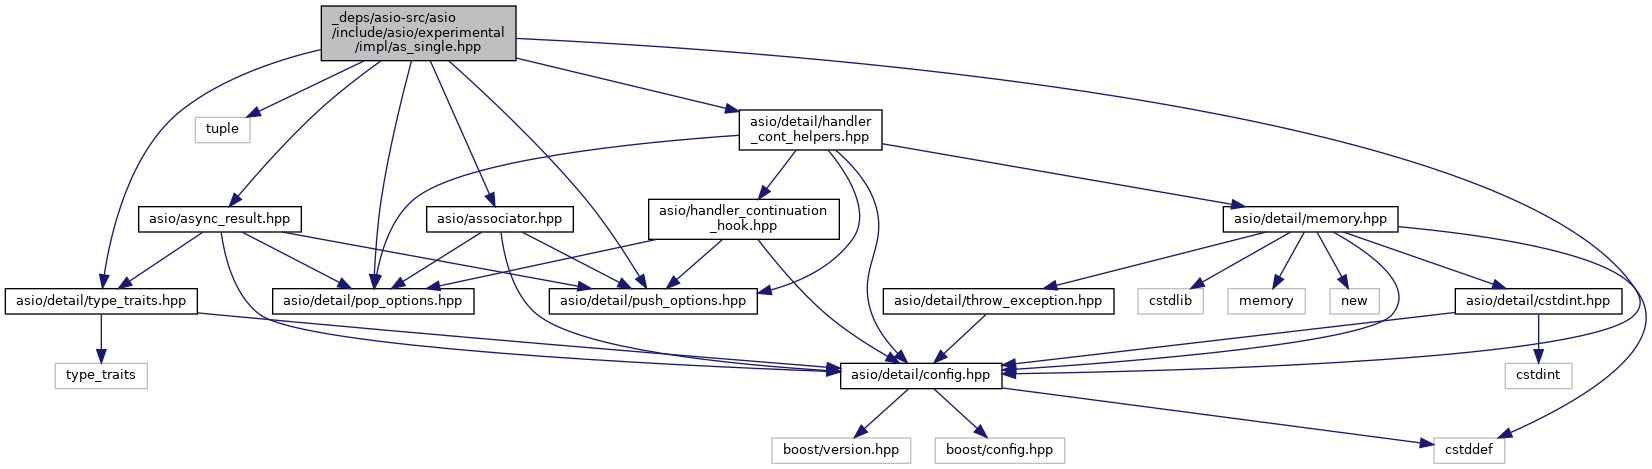 _deps/asio-src/asio
/include/asio/experimental
/impl/as_single.hpp
tuple
asio/detail/handler
_cont_helpers.hpp
asio/async_result.hpp
asio/associator.hpp
asio/handler_continuation
_hook.hpp
asio/detail/memory.hpp
asio/detail/type_traits.hpp
asio/detail/pop_options.hpp
asio/detail/push_options.hpp
asio/detail/throw_exception.hpp
cstdlib
memory
new
asio/detail/cstdint.hpp
type_traits
asio/detail/config.hpp
cstdint
boost/version.hpp
boost/config.hpp
cstddef